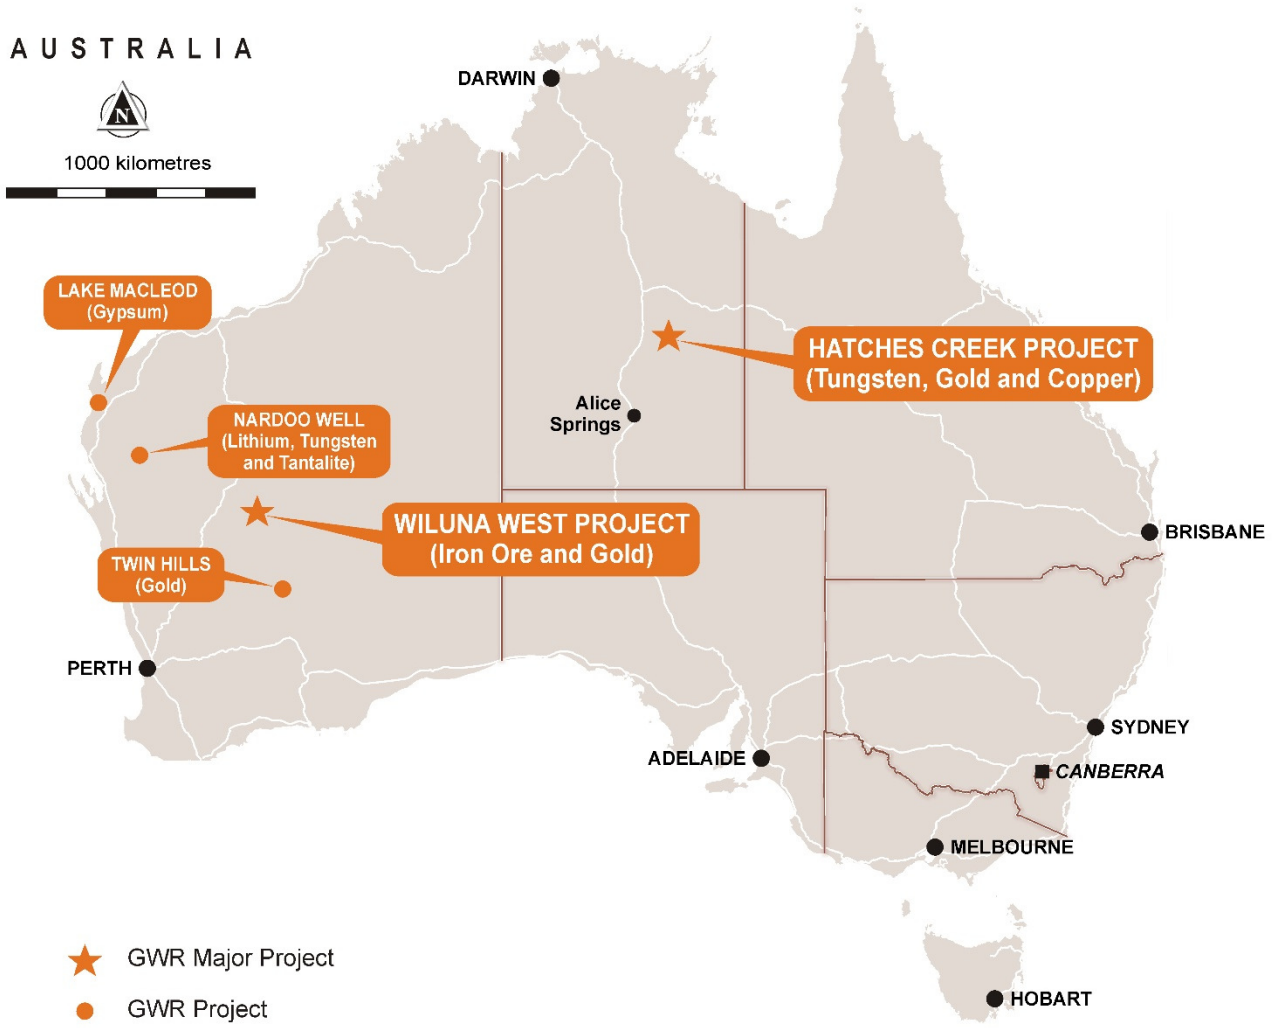 AUSTRALIA
N
1000 kilometres
DARWIN
LAKE MACLEOD
(Gypsum)
HATCHES CREEK PROJECT
(Tungsten, Gold and Copper)
Alice
Springs
NARDOO WELL
(Lithium, Tungsten
and Tantalite)
WILUNA WEST PROJECT
(Iron Ore and Gold)
BRISBANE
TWIN HILLS
(Gold)
PERTH
SYDNEY
ADELAIDE
CANBERRA
MELBOURNE
GWR Major Project
GWR Project
HOBART